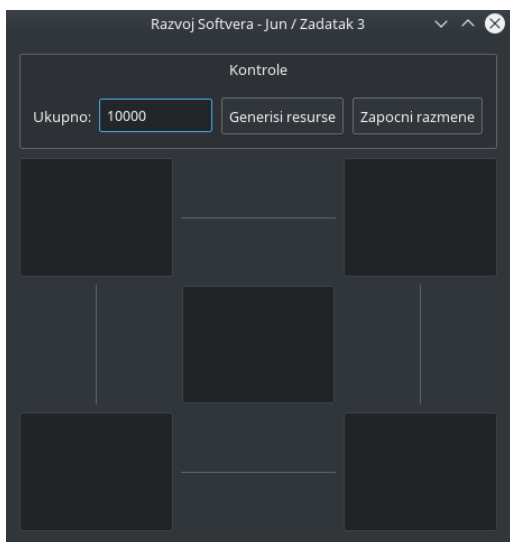 Razvoj Softvera - Jun / Zadatak 3
Kontrole
Ukupno: 10000 Generisi resurse Zapocni razmene